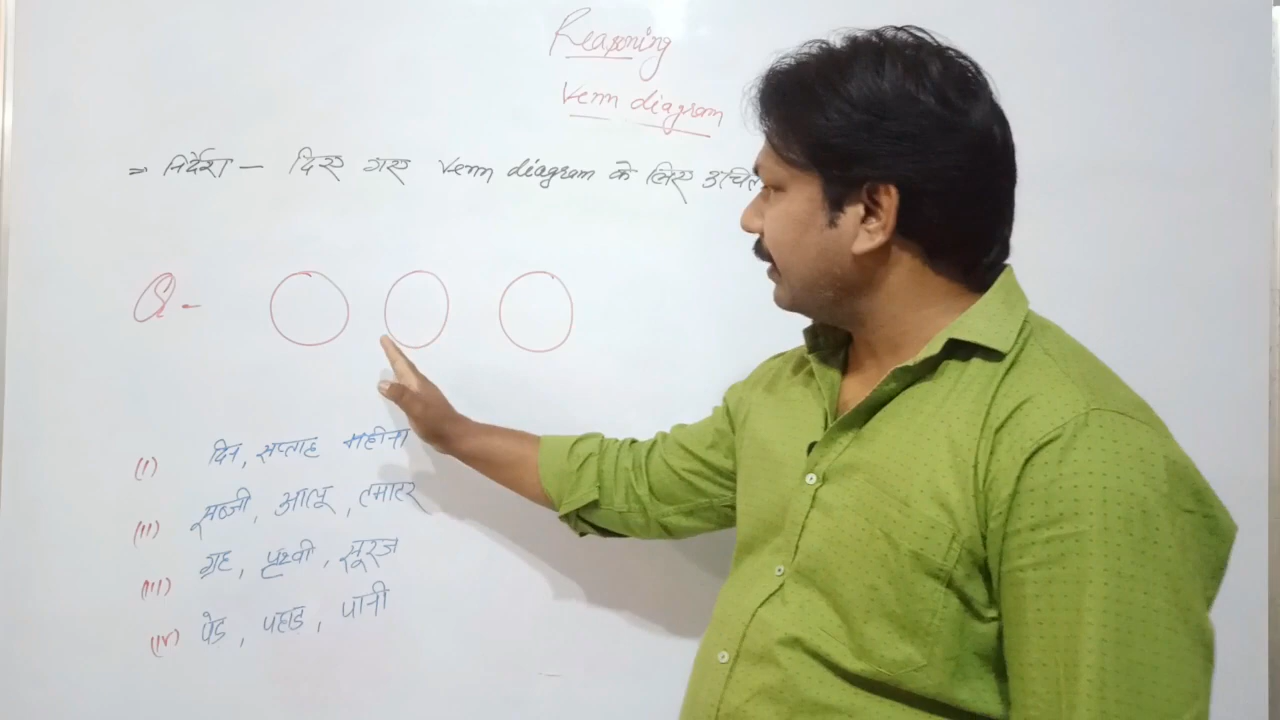 Reasoning
Venn diagram
⇒ निर्देश - दिए गए Venn diagram के लिए उचित
Q -
(I) दिन, सप्ताह महीना
(II) सब्जी, आलू, टमाटर
(III) ग्रह, पृथ्वी, सूरज
(IV) पेड, पहाड, पानी